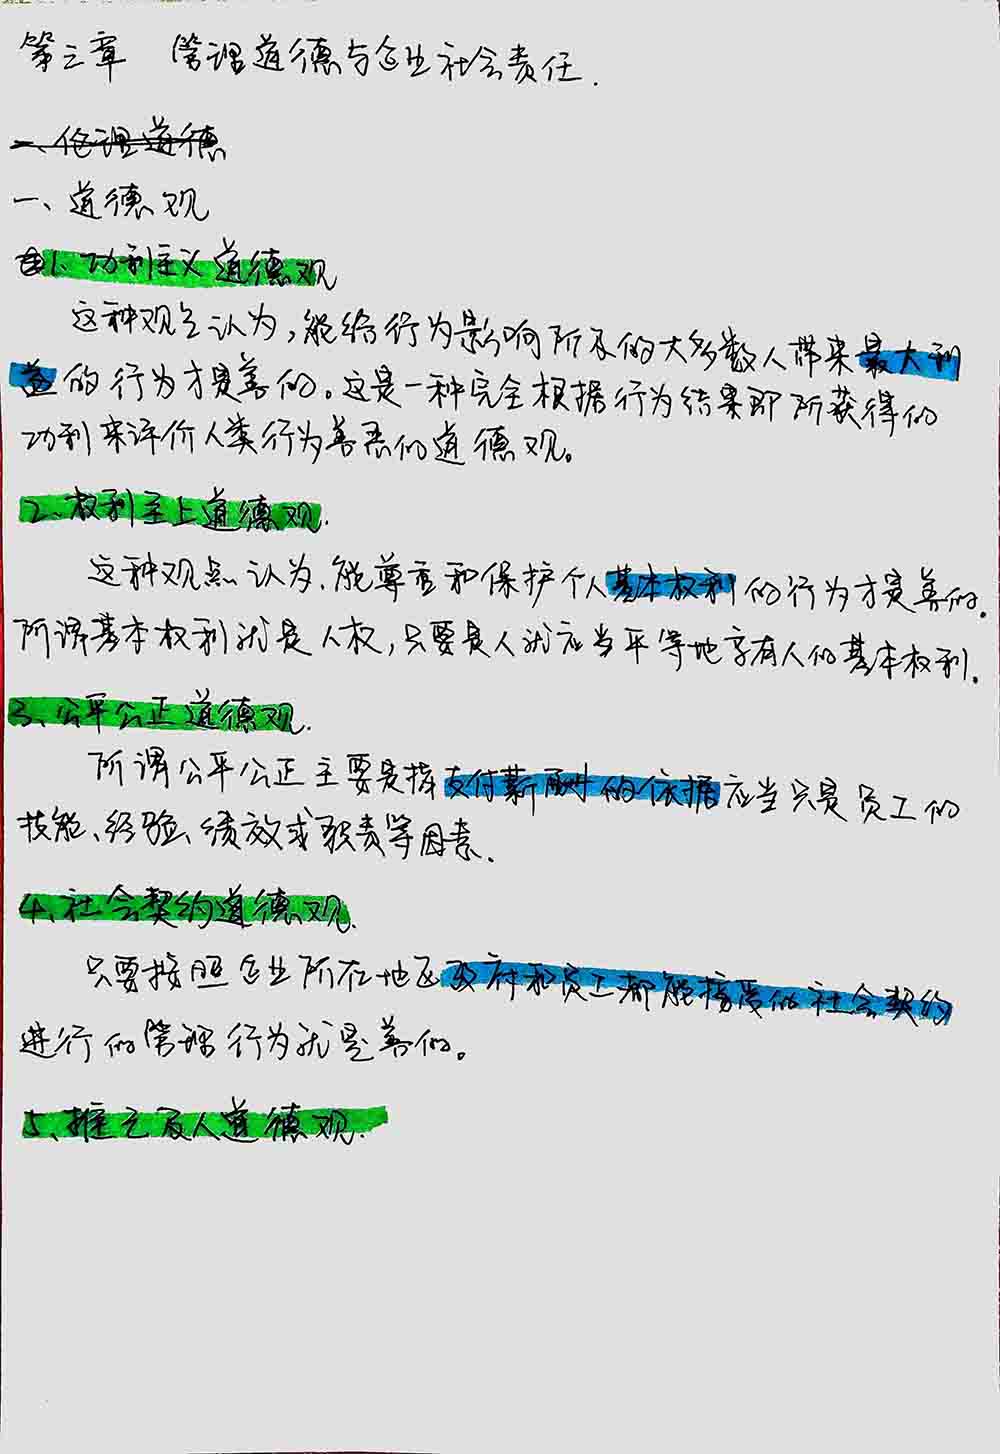 第三章 管理道德与企业社会责任.
一、伦理道德
一、道德观
1、功利主义道德观
这种观点认为,能给行为影响所及的大多数人带来最大利
益的行为才是善的。这是一种完全根据行为结果即所获得的
功利来评价人类行为善恶的道德观。
2、权利至上道德观.
这种观点认为、能尊重和保护个人基本权利的行为才是善的.
所谓基本权利就是人权,只要是人就应当平等地享有人的基本权利.
3、公平公正道德观.
所谓公平公正主要是指支付薪酬的依据应当只是员工的
技能、经验、绩效或职责等因素.
4、社会契约道德观.
只要按照企业所在地区政府和员工都能接受的社会契约
进行的管理行为就是善的。
5、推己及人道德观.